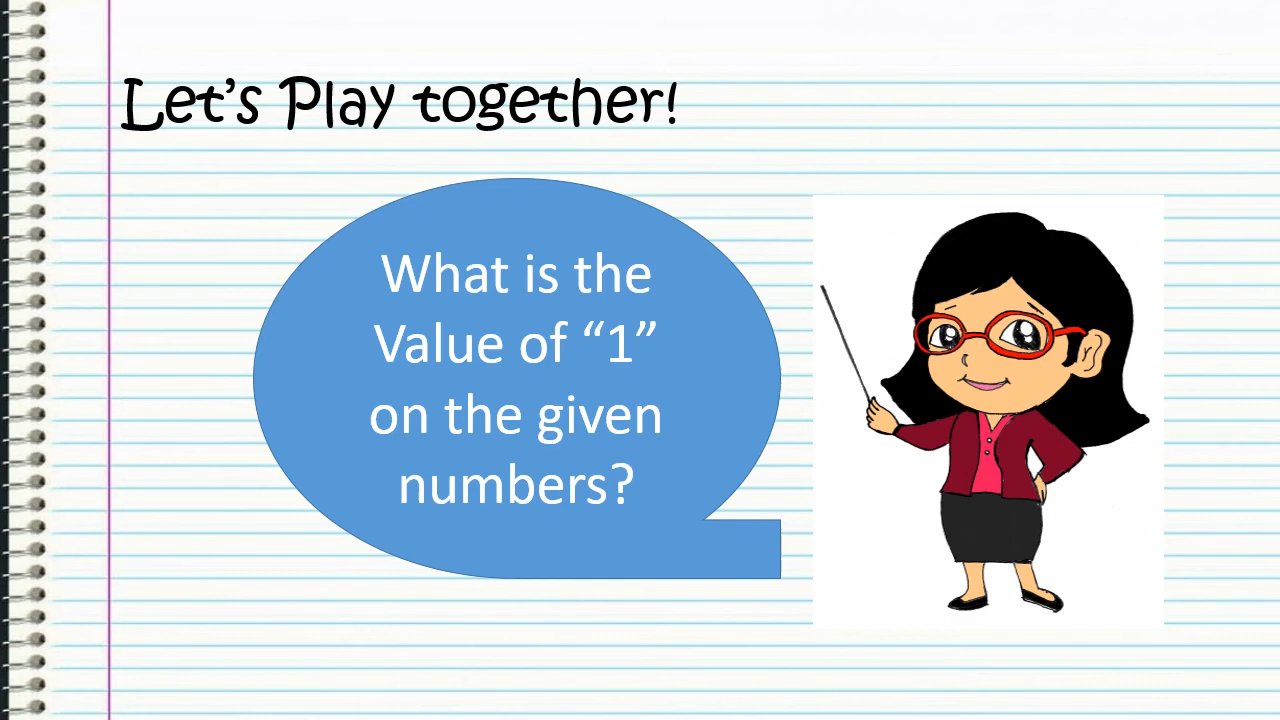 Let’s Play together!
What is the
Value of “1”
on the given
numbers?